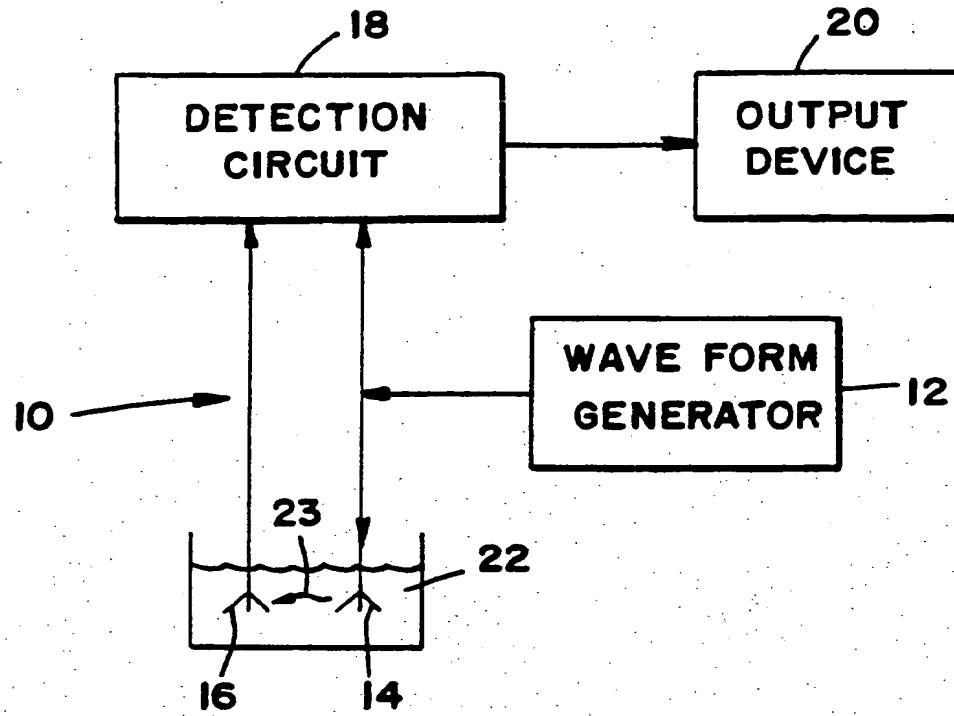 18
20
DETECTION
CIRCUIT
OUTPUT
DEVICE
WAVE FORM
GENERATOR
12
10
23
22
16
14